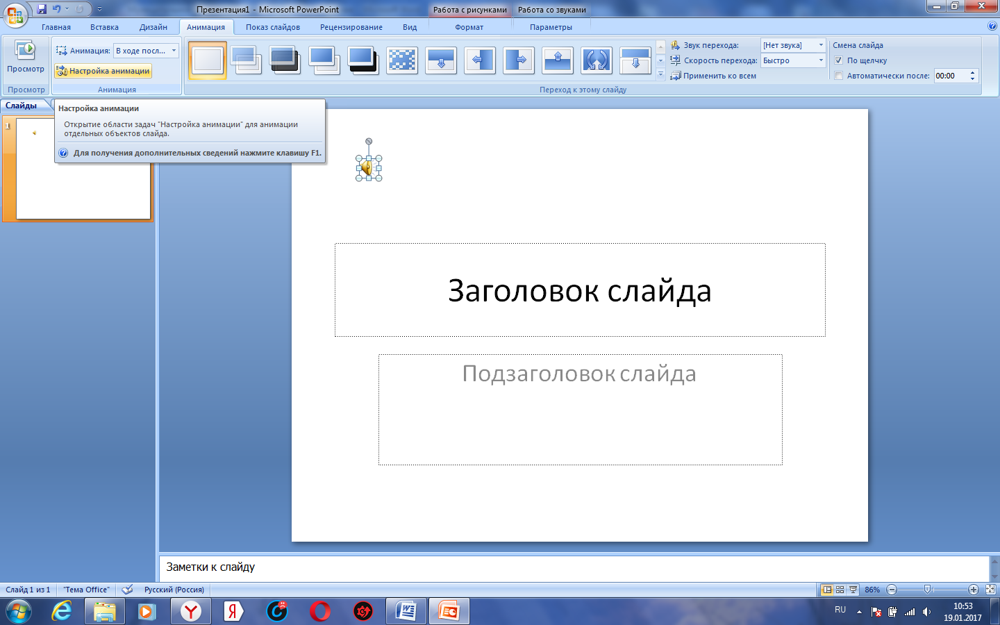 Презентация1 - Microsoft PowerPoint
Работа с рисунками
Работа со звуками
Главная
Вставка
Дизайн
Анимация
Показ слайдов
Рецензирование
Вид
Формат
Параметры
Просмотр
Просмотр
Анимация:
В ходе посл...
Настройка анимации
Анимация
Звук перехода:
[Нет звука]
Скорость перехода:
Быстро
Применить ко всем
Переход к этому слайду
Смена слайда
По щелчку
Автоматически после:
00:00
Слайды
1
Настройка анимации
Открытие области задач "Настройка анимации" для анимации
отдельных объектов слайда.
Для получения дополнительных сведений нажмите клавишу F1.
Заголовок слайда
Подзаголовок слайда
Заметки к слайду
Слайд 1 из 1
"Тема Office"
Русский (Россия)
86%
RU
10:53
19.01.2017